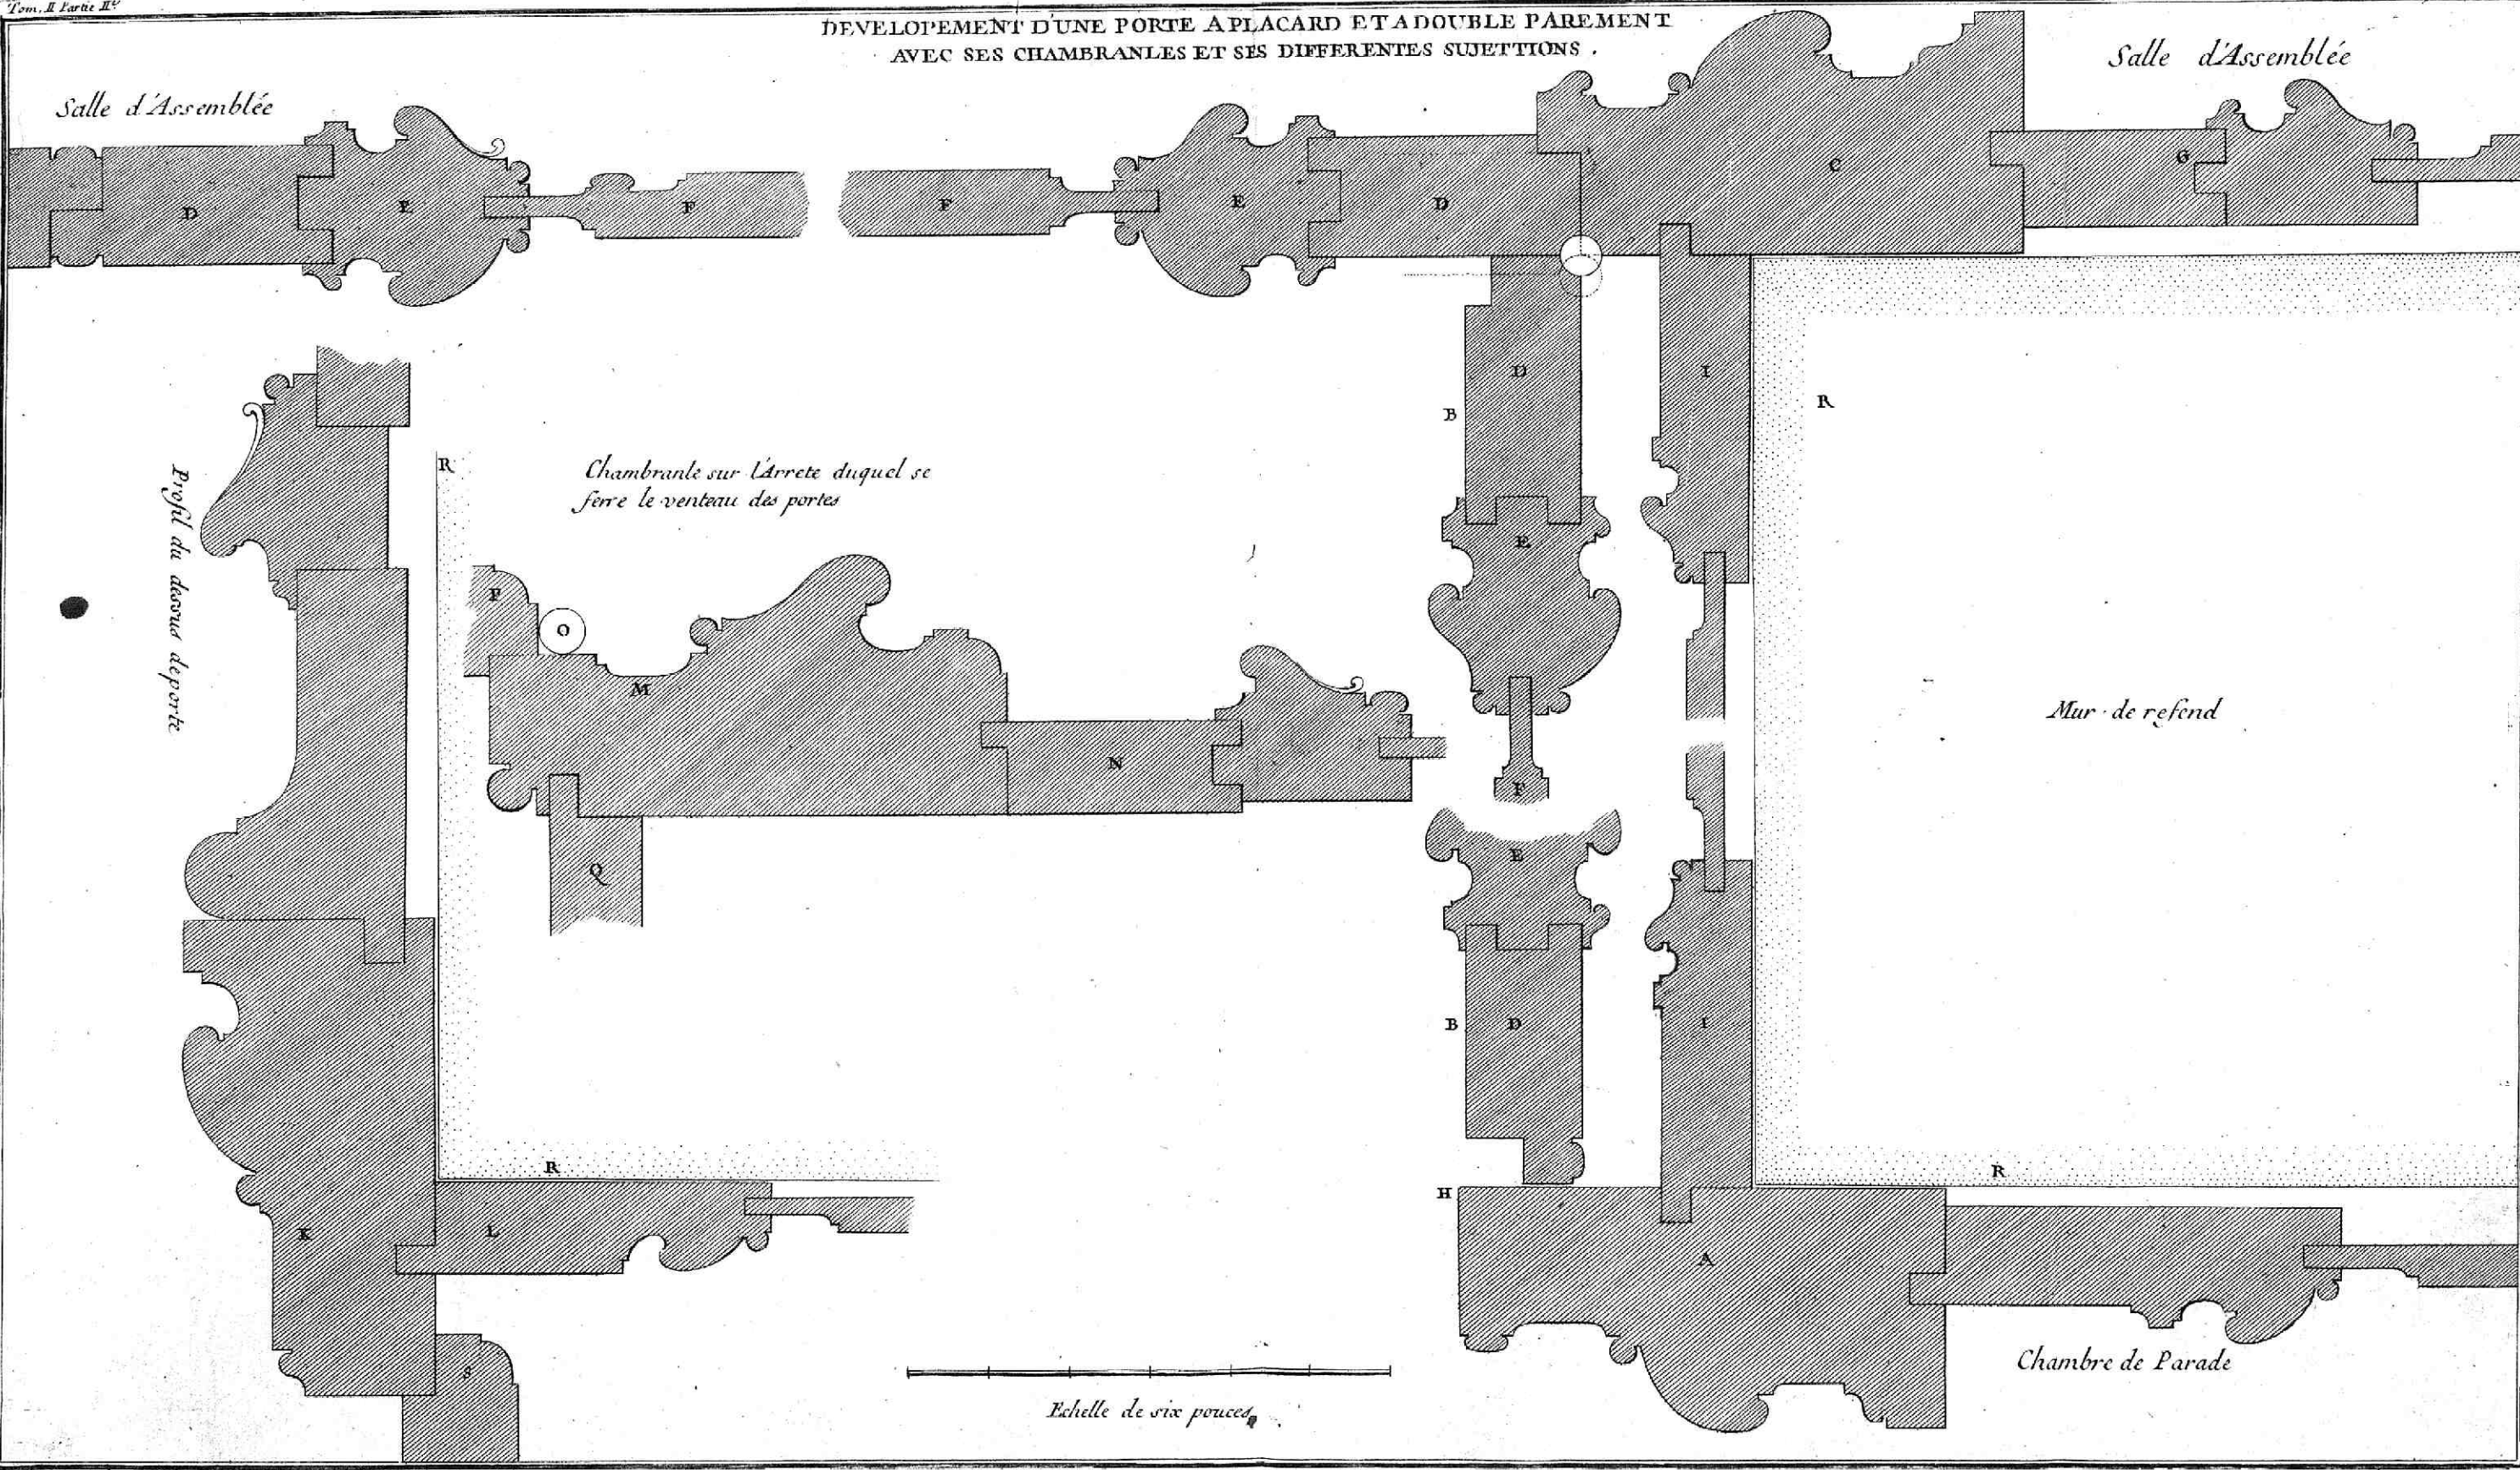 Tom. II Partie II.e
DEVELOPEMENT D'UNE PORTE A PLACARD ET A DOUBLE PAREMENT
AVEC SES CHAMBRANLES ET SES DIFFERENTES SUJETTIONS .
Salle d'Assemblée
Salle d'Assemblée
D
E
F
F
E
D
C
G
D
I
B
R
R
Chambranle sur l'Arrete duquel se
ferre le venteau des portes
Profil du dessus de porte
E
P
O
M
N
Q
F
Mur de refend
E
B
D
I
R
R
H
K
L
A
S
Chambre de Parade
Echelle de six pouces